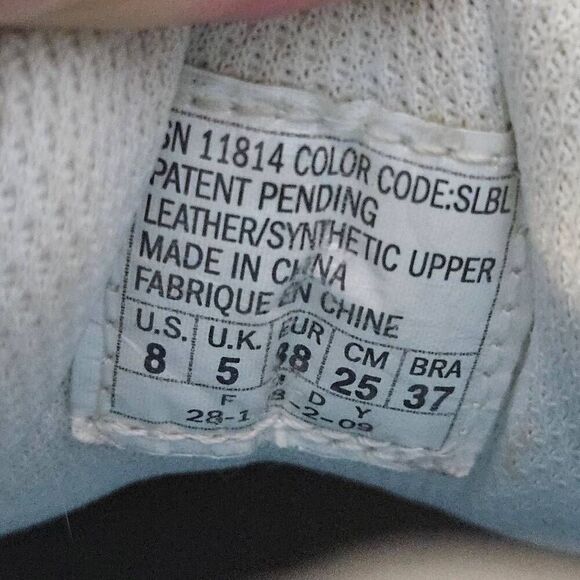 SN 11814 COLOR CODE:SLBL
PATENT PENDING
LEATHER/SYNTHETIC UPPER
MADE IN CHINA
FABRIQUE EN CHINE
U.S. U.K. EUR CM BRA
8 5 38 25 37
F D Y
28-1 -2-09